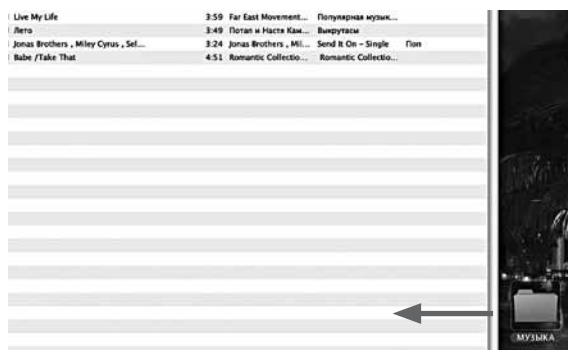 Live My Life 3:59 Far East Movement... Популярная музык...
Лето 3:49 Потап и Настя Кам... Выкрутасы
Jonas Brothers , Miley Cyrus , Sel... 3:24 Jonas Brothers , Mil... Send It On – Single Поп
Babe /Take That 4:51 Romantic Collectio... Romantic Collectio...
МУЗЫКА